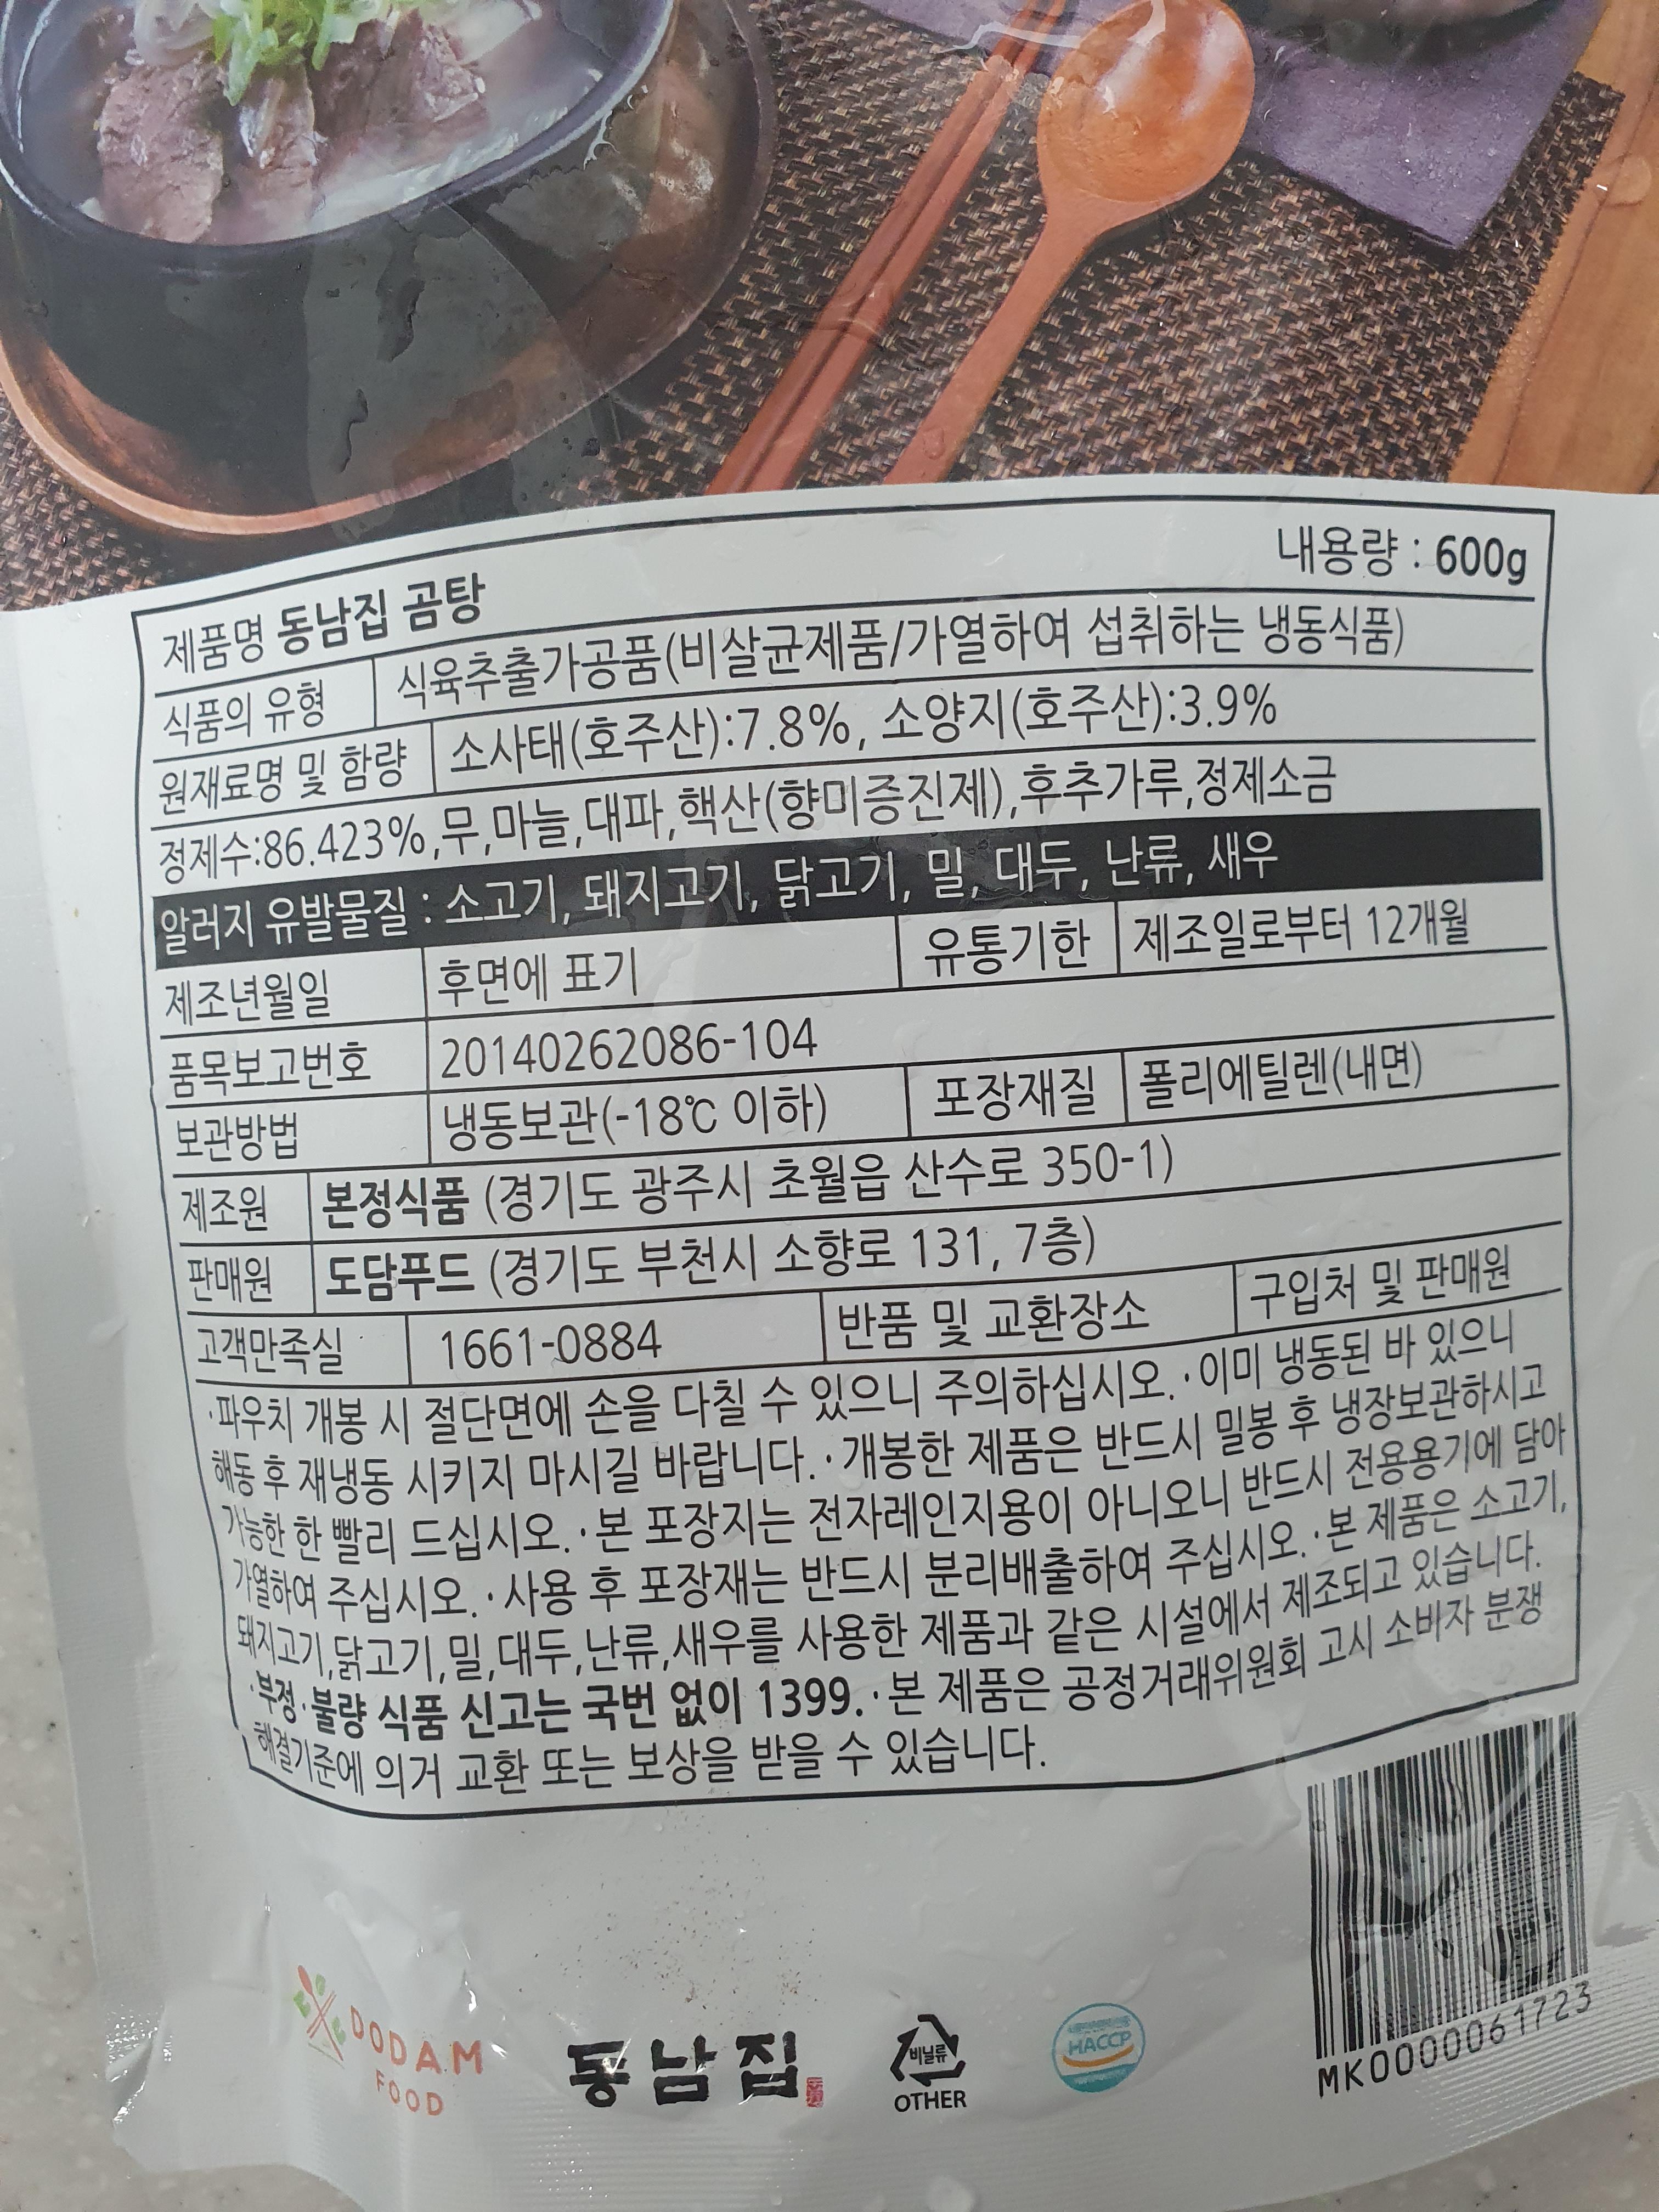 제품명 동남집 곰탕 내용량 : 600g
식품의 유형 식육추출가공품(비살균제품/가열하여 섭취하는 냉동식품)
원재료명 및 함량 소사태(호주산):7.8%, 소양지(호주산):3.9%
정제수:86.423%,무,마늘,대파,핵산(향미증진제),후추가루,정제소금
알러지 유발물질 : 소고기, 돼지고기, 닭고기, 밀, 대두, 난류, 새우
제조년월일 후면에 표기 유통기한 제조일로부터 12개월
품목보고번호 20140262086-104
보관방법 냉동보관(-18℃ 이하) 포장재질 폴리에틸렌(내면)
제조원 본정식품 (경기도 광주시 초월읍 산수로 350-1)
판매원 도담푸드 (경기도 부천시 소향로 131, 7층)
고객만족실 1661-0884 반품 및 교환장소 구입처 및 판매원
·파우치 개봉 시 절단면에 손을 다칠 수 있으니 주의하십시오.·이미 냉동된 바 있으니
해동 후 재냉동 시키지 마시길 바랍니다.·개봉한 제품은 반드시 밀봉 후 냉장보관하시고
가능한 한 빨리 드십시오.·본 포장지는 전자레인지용이 아니오니 반드시 전용용기에 담아
가열하여 주십시오.·사용 후 포장재는 반드시 분리배출하여 주십시오.·본 제품은 소고기,
돼지고기,닭고기,밀,대두,난류,새우를 사용한 제품과 같은 시설에서 제조되고 있습니다.
·부정·불량 식품 신고는 국번 없이 1399.·본 제품은 공정거래위원회 고시 소비자 분쟁
해결기준에 의거 교환 또는 보상을 받을 수 있습니다.
MK0000061723
DODAM
FOOD
동남집
비닐류
OTHER
HACCP